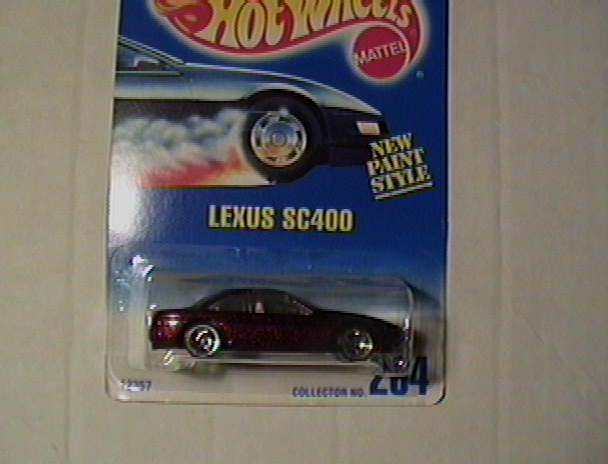 HOT WHEELS
MATTEL
®
NEW
PAINT
STYLE
LEXUS SC400
COLLECTOR NO. 264